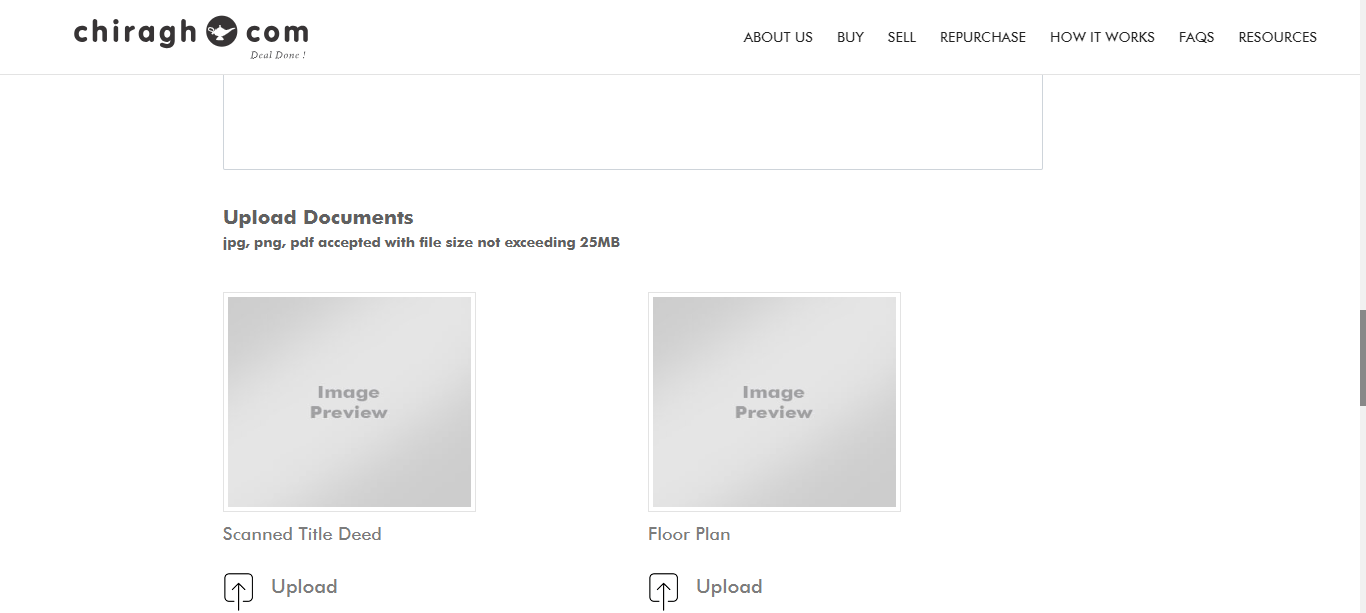 chiragh com
Deal Done !
ABOUT US BUY SELL REPURCHASE HOW IT WORKS FAQS RESOURCES
Upload Documents
jpg, png, pdf accepted with file size not exceeding 25MB
Image
Preview
Image
Preview
Scanned Title Deed
Floor Plan
Upload
Upload